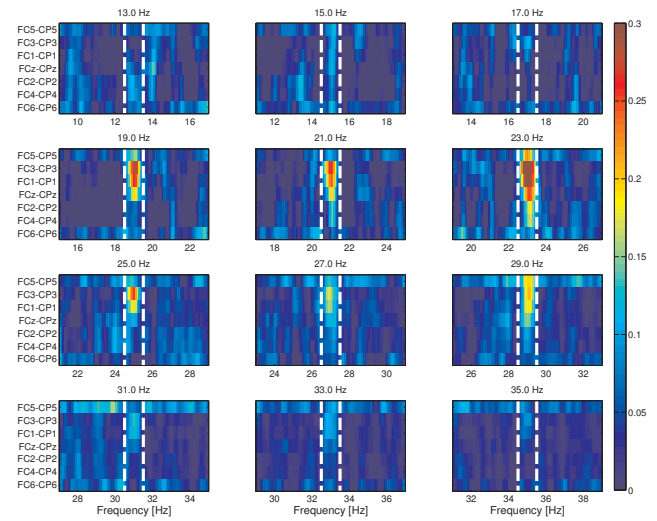 13.0 Hz 15.0 Hz 17.0 Hz
FC5-CP5
FC3-CP3
FC1-CP1
FCz-CPz
FC2-CP2
FC4-CP4
FC6-CP6
10 12 14 16
12 14 16 18
14 16 18 20
19.0 Hz 21.0 Hz 23.0 Hz
FC5-CP5
FC3-CP3
FC1-CP1
FCz-CPz
FC2-CP2
FC4-CP4
FC6-CP6
16 18 20 22
18 20 22 24
20 22 24 26
25.0 Hz 27.0 Hz 29.0 Hz
FC5-CP5
FC3-CP3
FC1-CP1
FCz-CPz
FC2-CP2
FC4-CP4
FC6-CP6
22 24 26 28
24 26 28 30
26 28 30 32
31.0 Hz 33.0 Hz 35.0 Hz
FC5-CP5
FC3-CP3
FC1-CP1
FCz-CPz
FC2-CP2
FC4-CP4
FC6-CP6
28 30 32 34
30 32 34 36
32 34 36 38
Frequency [Hz] Frequency [Hz] Frequency [Hz]
0.3
0.25
0.2
0.15
0.1
0.05
0